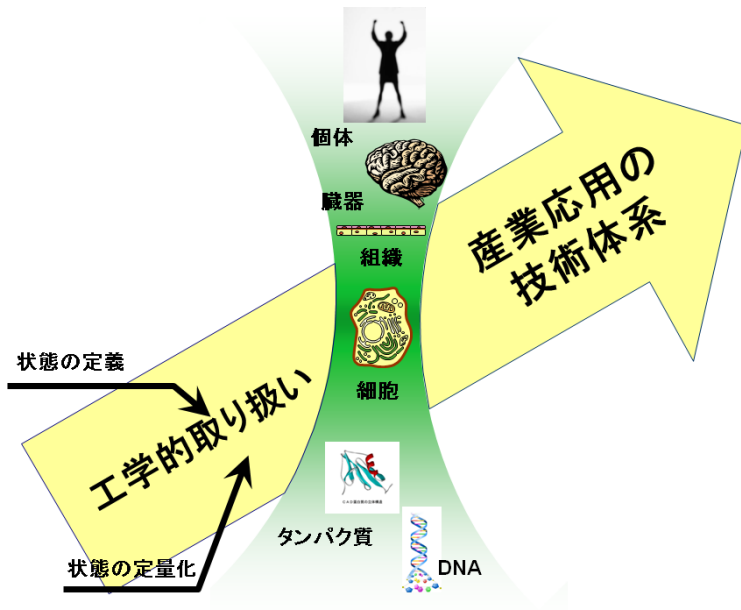 個体
臓器
組織
細胞
タンパク質
DNA
産業応用の
技術体系
工学的取り扱い
状態の定義
状態の定量化